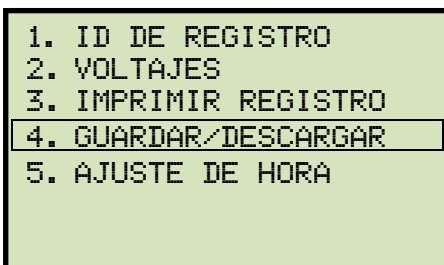 1. ID DE REGISTRO
2. VOLTAJES
3. IMPRIMIR REGISTRO
4. GUARDAR/DESCARGAR
5. AJUSTE DE HORA